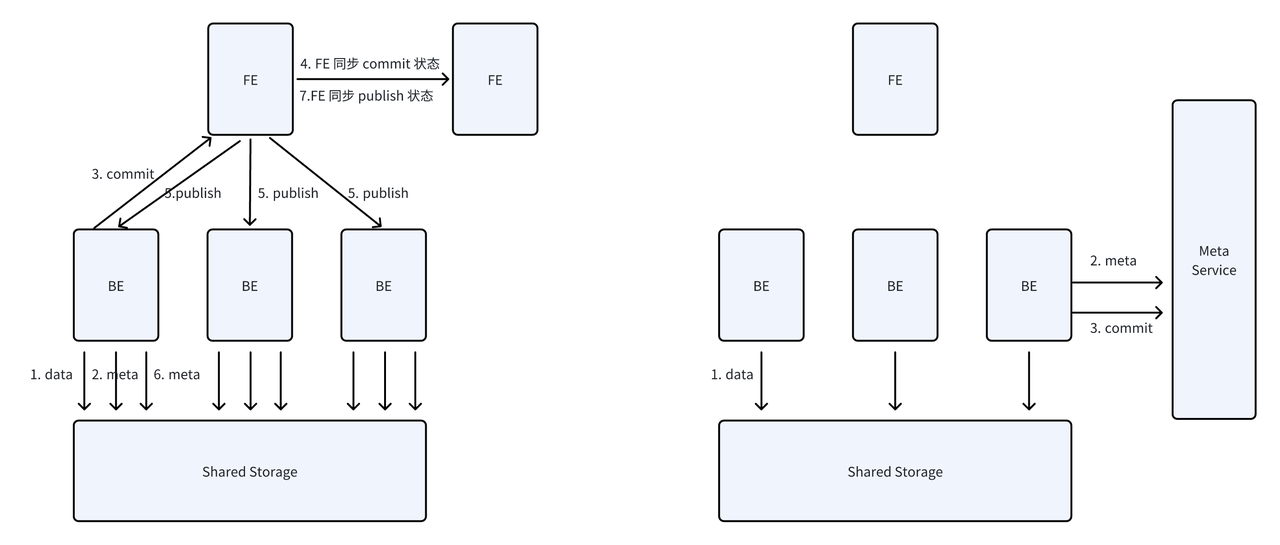 FE
4. FE 同步 commit 状态
7.FE 同步 publish 状态
FE
3. commit
5.publish
5. publish
5. publish
BE
BE
BE
1. data
2. meta
6. meta
Shared Storage
FE
BE
BE
BE
2. meta
3. commit
Meta
Service
1. data
Shared Storage